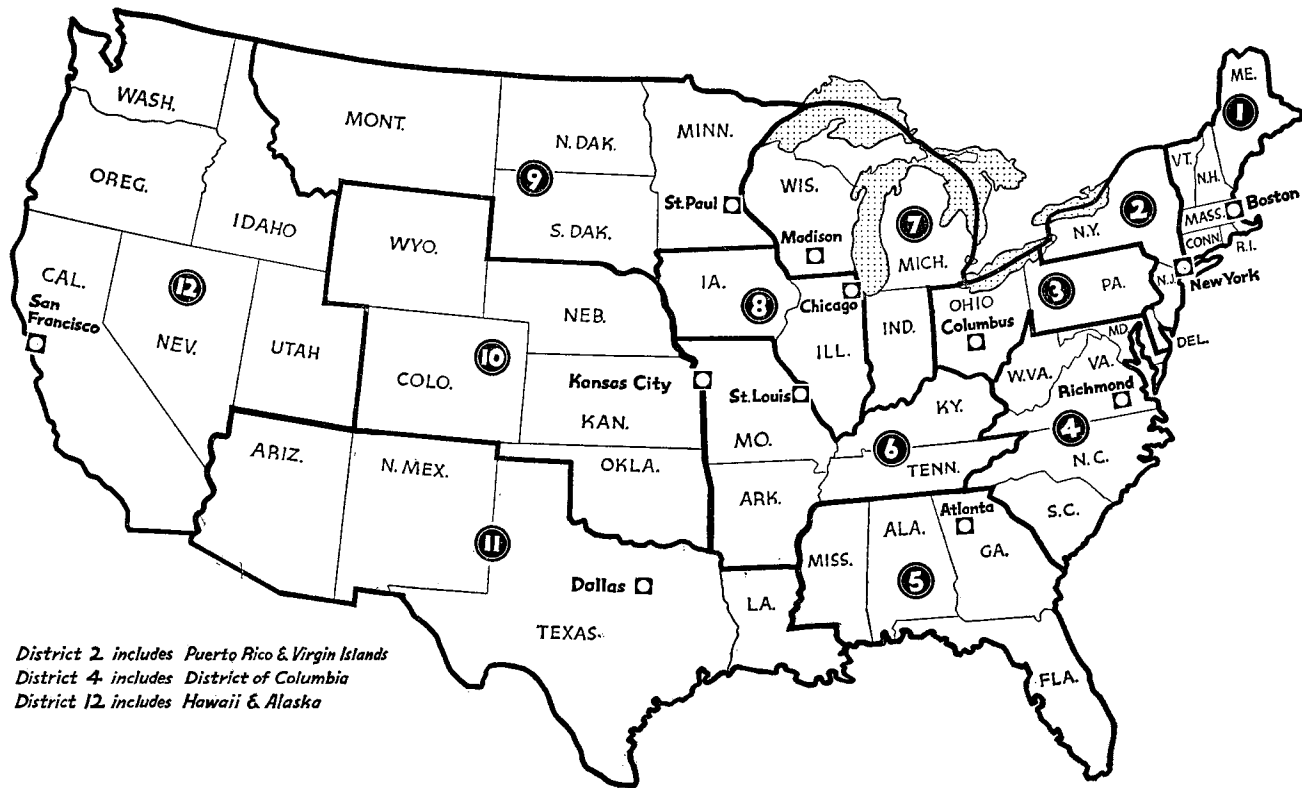 WASH.
MONT.
N. DAK.
MINN.
ME.
1
OREG.
IDAHO
9
S. DAK.
St. Paul
WIS.
7
MICH.
Madison
VT.
N.H.
2
N.Y.
MASS.
Boston
CONN.
R.I.
WYO.
CAL.
San
Francisco
12
NEV.
UTAH
IA.
8
Chicago
NEB.
IND.
OHIO
Columbus
3
PA.
N.J.
New York
MD.
DEL.
10
COLO.
ILL.
W.VA.
VA.
Richmond
Kansas City
KAN.
St. Louis
MO.
KY.
4
N.C.
ARIZ.
N. MEX.
OKLA.
6
TENN.
ARK.
S.C.
Atlanta
ALA.
GA.
MISS.
11
5
Dallas
LA.
TEXAS
FLA.
District 2 includes Puerto Rico & Virgin Islands
District 4 includes District of Columbia
District 12 includes Hawaii & Alaska